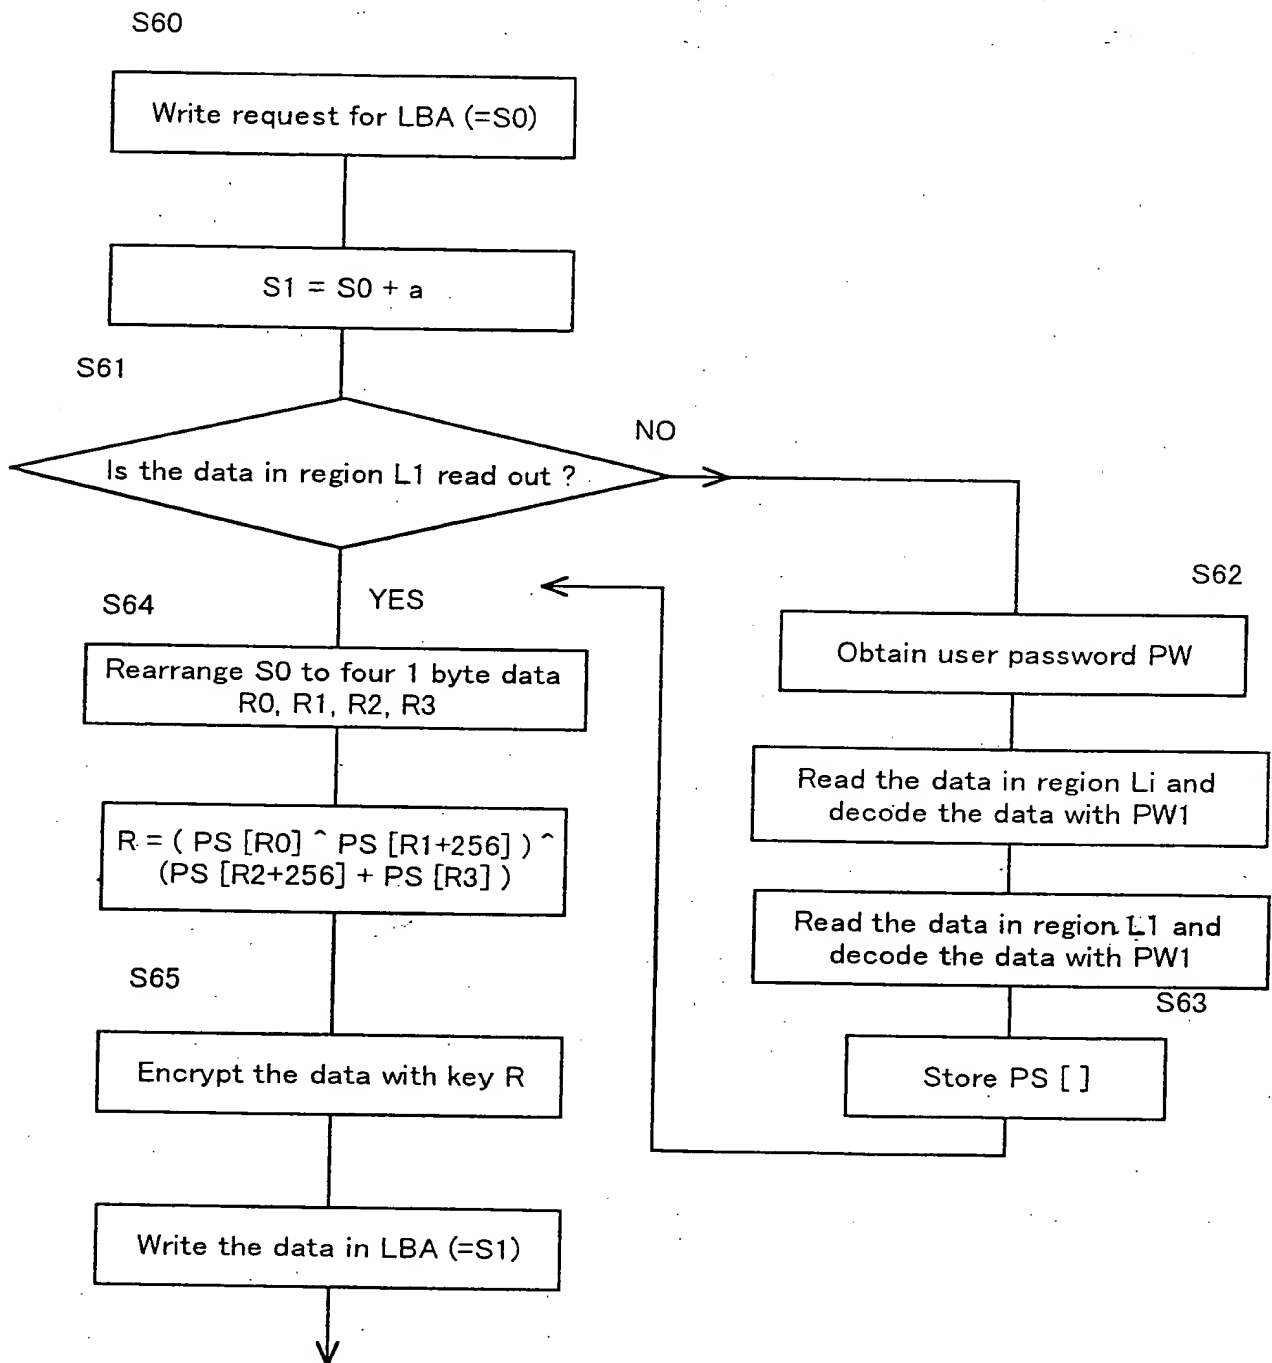 S60
Write request for LBA (=S0)
S1 = S0 + a
S61
Is the data in region L1 read out ?
NO
YES
S62
Obtain user password PW
Read the data in region Li and
decode the data with PW1
Read the data in region L1 and
decode the data with PW1
S63
Store PS [ ]
S64
Rearrange S0 to four 1 byte data
R0, R1, R2, R3
R = ( PS [R0] ^ PS [R1+256] ) ^
(PS [R2+256] + PS [R3] )
S65
Encrypt the data with key R
Write the data in LBA (=S1)